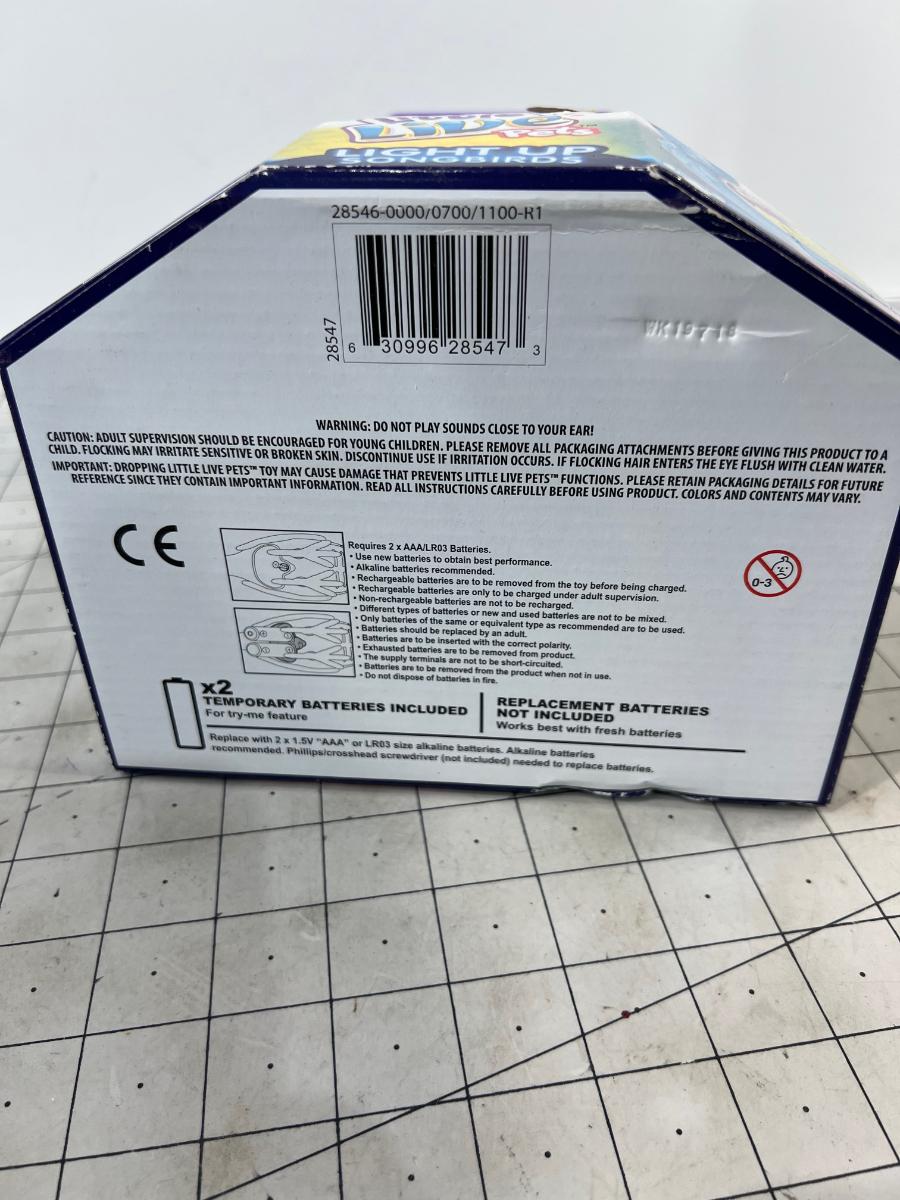 Live
Pets™
LIGHT UP
SONGBIRDS
28546-0000/0700/1100-R1
28547
6 30996 28547 3
WK19718
WARNING: DO NOT PLAY SOUNDS CLOSE TO YOUR EAR!
CAUTION: ADULT SUPERVISION SHOULD BE ENCOURAGED FOR YOUNG CHILDREN. PLEASE REMOVE ALL PACKAGING ATTACHMENTS BEFORE GIVING THIS PRODUCT TO A
CHILD. FLOCKING MAY IRRITATE SENSITIVE OR BROKEN SKIN. DISCONTINUE USE IF IRRITATION OCCURS. IF FLOCKING HAIR ENTERS THE EYE FLUSH WITH CLEAN WATER.
IMPORTANT: DROPPING LITTLE LIVE PETS™ TOY MAY CAUSE DAMAGE THAT PREVENTS LITTLE LIVE PETS™ FUNCTIONS. PLEASE RETAIN PACKAGING DETAILS FOR FUTURE
REFERENCE SINCE THEY CONTAIN IMPORTANT INFORMATION. READ ALL INSTRUCTIONS CAREFULLY BEFORE USING PRODUCT. COLORS AND CONTENTS MAY VARY.
CE
Requires 2 x AAA/LR03 Batteries.
• Use new batteries to obtain best performance.
• Alkaline batteries recommended.
• Rechargeable batteries are to be removed from the toy before being charged.
• Rechargeable batteries are only to be charged under adult supervision.
• Non-rechargeable batteries are not to be recharged.
• Different types of batteries or new and used batteries are not to be mixed.
• Only batteries of the same or equivalent type as recommended are to be used.
• Batteries should be replaced by an adult.
• Batteries are to be inserted with the correct polarity.
• Exhausted batteries are to be removed from product.
• The supply terminals are not to be short-circuited.
• Batteries are to be removed from the product when not in use.
• Do not dispose of batteries in fire.
0-3
x2
TEMPORARY BATTERIES INCLUDED
For try-me feature
REPLACEMENT BATTERIES
NOT INCLUDED
Works best with fresh batteries
Replace with 2 x 1.5V "AAA" or LR03 size alkaline batteries. Alkaline batteries
recommended. Phillips/crosshead screwdriver (not included) needed to replace batteries.